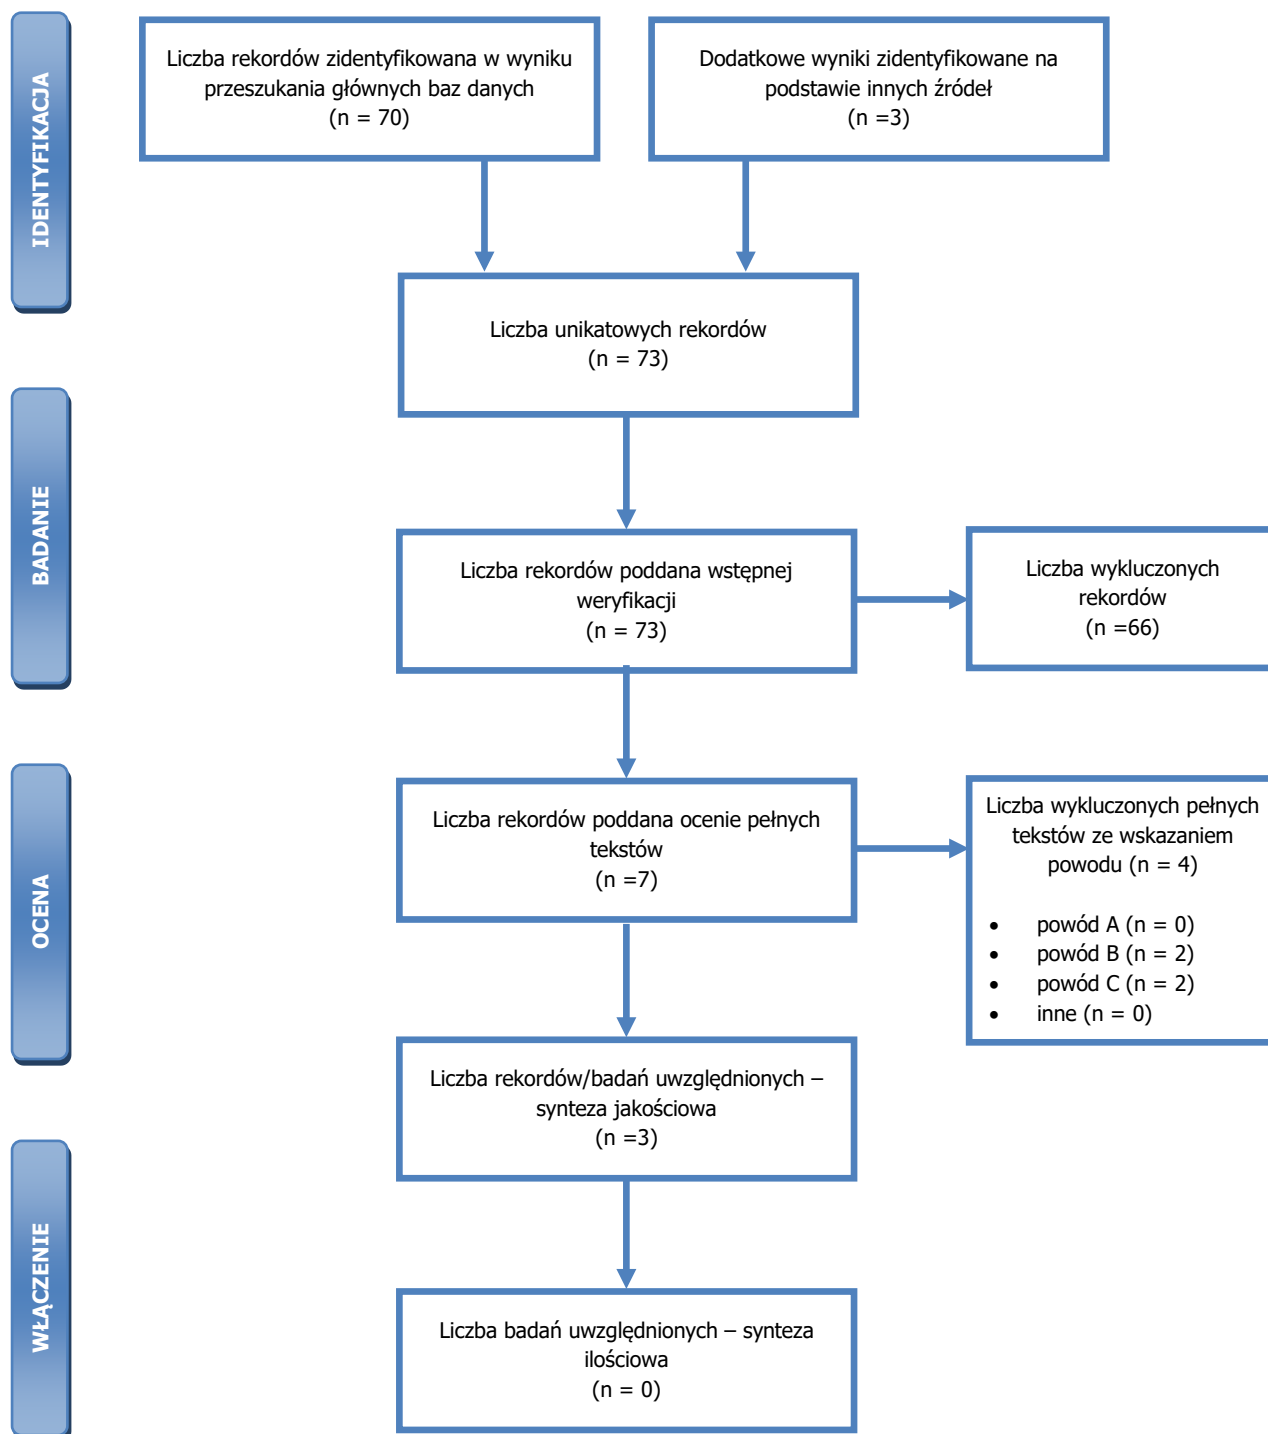 IDENTYFIKACJA
Liczba rekordów zidentyfikowana w wyniku
przeszukania głównych baz danych
(n = 70)
Dodatkowe wyniki zidentyfikowane na
podstawie innych źródeł
(n =3)
Liczba unikatowych rekordów
(n = 73)
BADANIE
Liczba rekordów poddana wstępnej
weryfikacji
(n = 73)
Liczba wykluczonych
rekordów
(n =66)
OCENA
Liczba rekordów poddana ocenie pełnych
tekstów
(n =7)
Liczba wykluczonych pełnych
tekstów ze wskazaniem
powodu (n = 4)
• powód A (n = 0)
• powód B (n = 2)
• powód C (n = 2)
• inne (n = 0)
Liczba rekordów/badań uwzględnionych –
synteza jakościowa
(n =3)
WŁĄCZENIE
Liczba badań uwzględnionych – synteza
ilościowa
(n = 0)